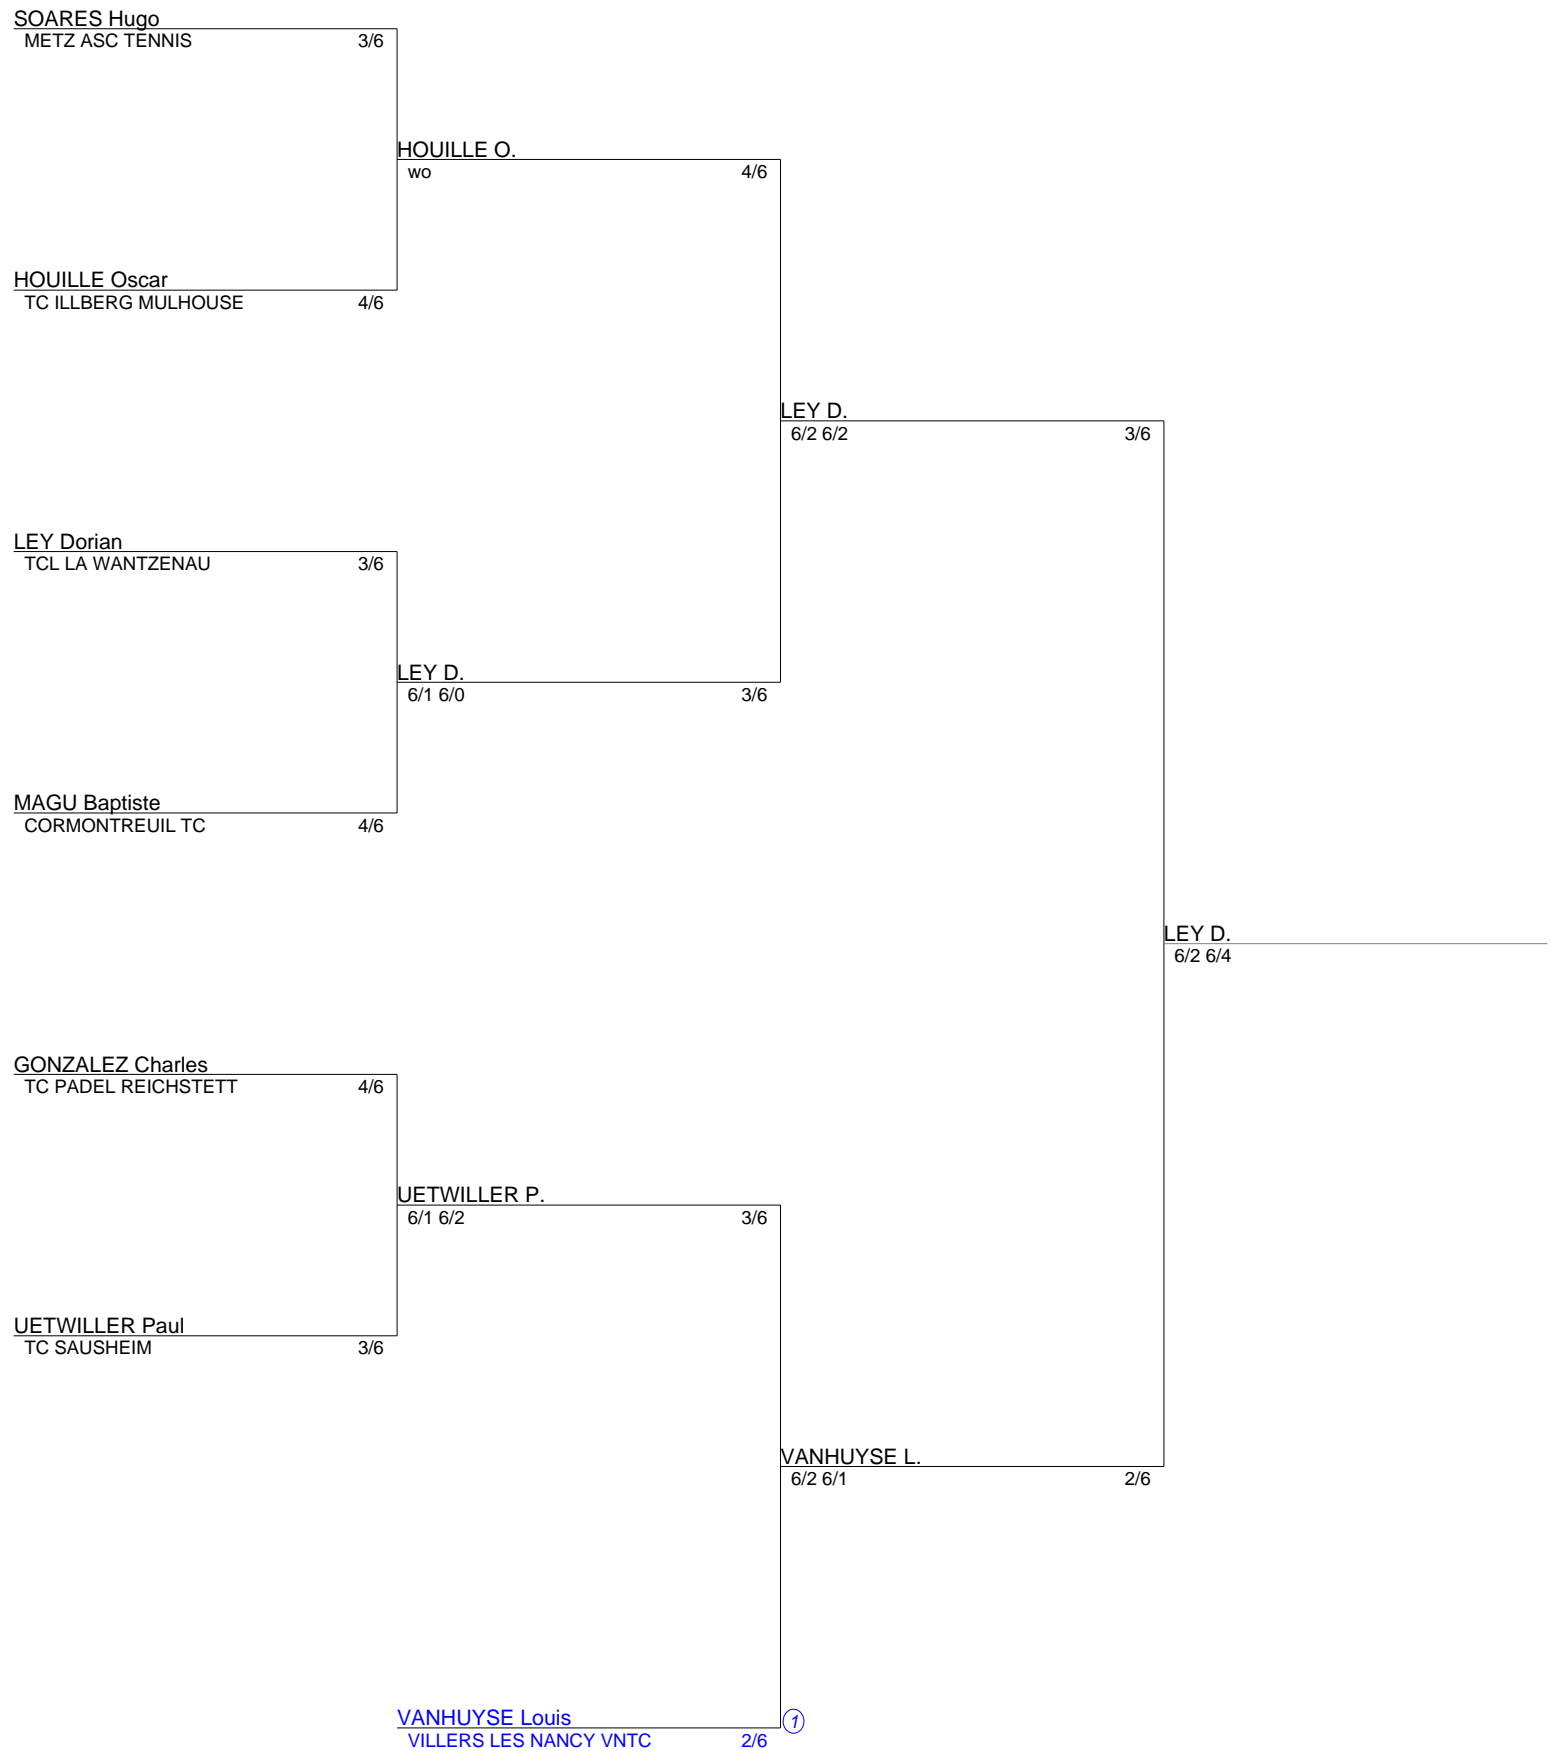 SOARES Hugo
METZ ASC TENNIS 3/6
HOUILLE O.
wo 4/6
HOUILLE Oscar
TC ILLBERG MULHOUSE 4/6
LEY D.
6/2 6/2 3/6
LEY Dorian
TCL LA WANTZENAU 3/6
LEY D.
6/1 6/0 3/6
MAGU Baptiste
CORMONTREUIL TC 4/6
LEY D.
6/2 6/4
GONZALEZ Charles
TC PADEL REICHSTETT 4/6
UETWILLER P.
6/1 6/2 3/6
UETWILLER Paul
TC SAUSHEIM 3/6
VANHUYSE L.
6/2 6/1 2/6
VANHUYSE Louis 1
VILLERS LES NANCY VNTC 2/6